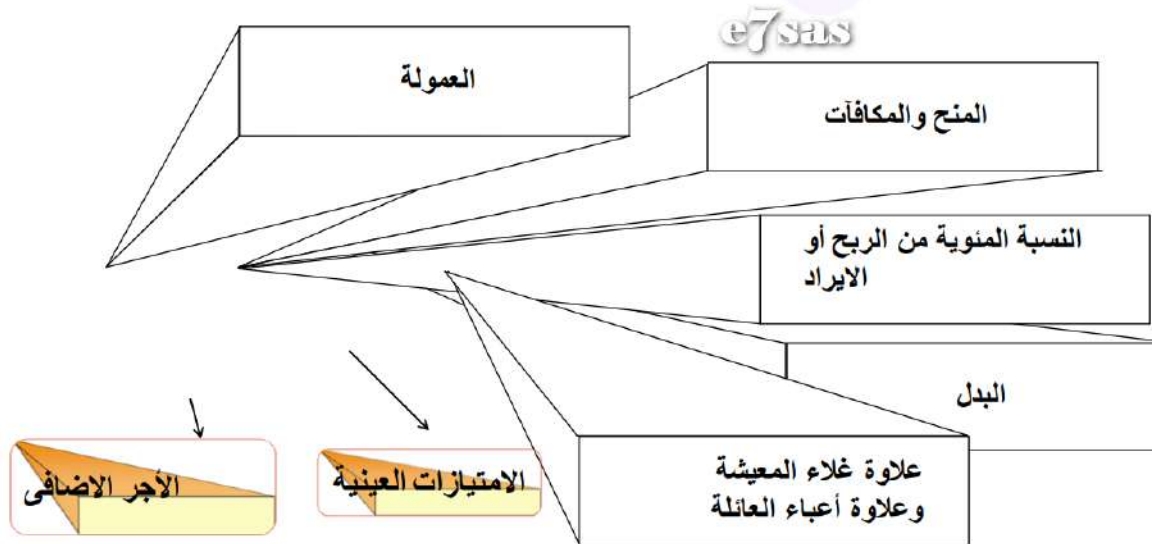 e7sas
العمولة
المنح والمكافآت
النسبة المئوية من الربح أو
الايراد
البدل
علاوة غلاء المعيشة
وعلاوة أعباء العائلة
الامتيازات العينية
الأجر الاضافى